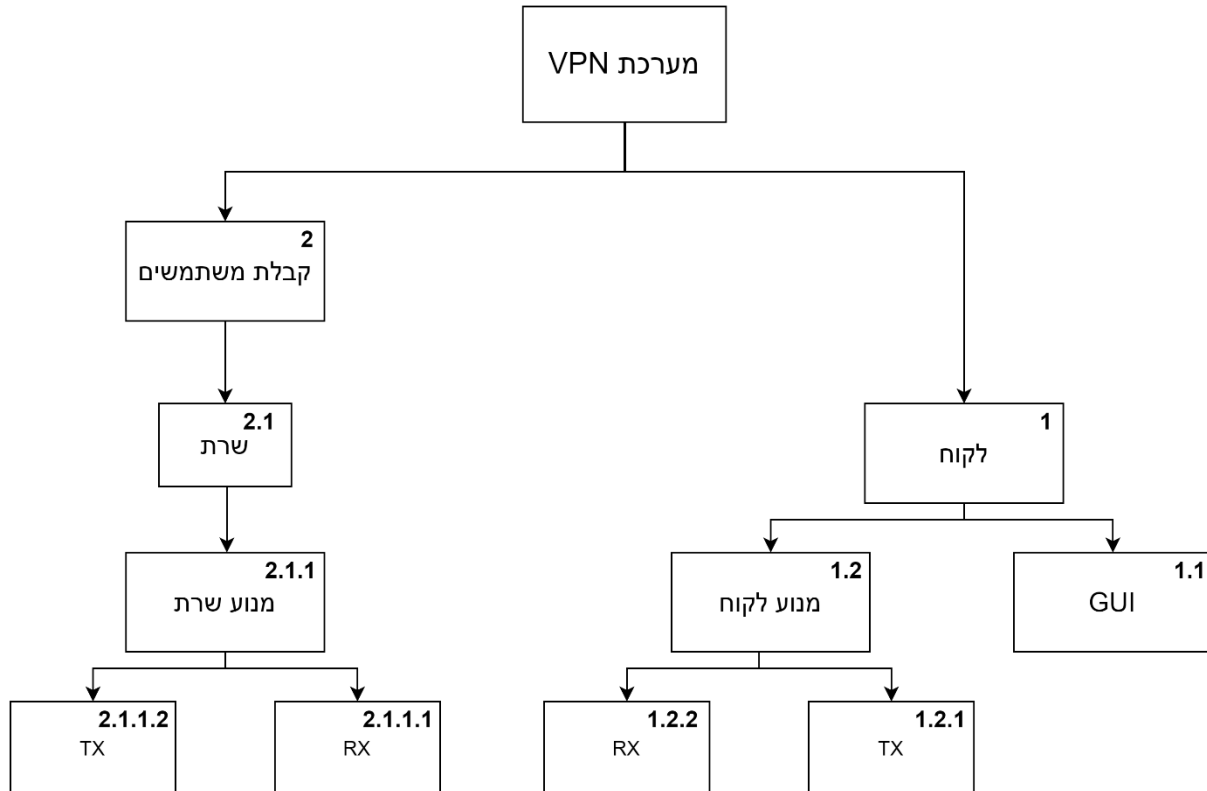 מערכת VPN
2
קבלת משתמשים
1
לקוח
2.1
שרת
1.1
GUI
1.2
מנוע לקוח
2.1.1
מנוע שרת
1.2.1
TX
1.2.2
RX
2.1.1.1
RX
2.1.1.2
TX